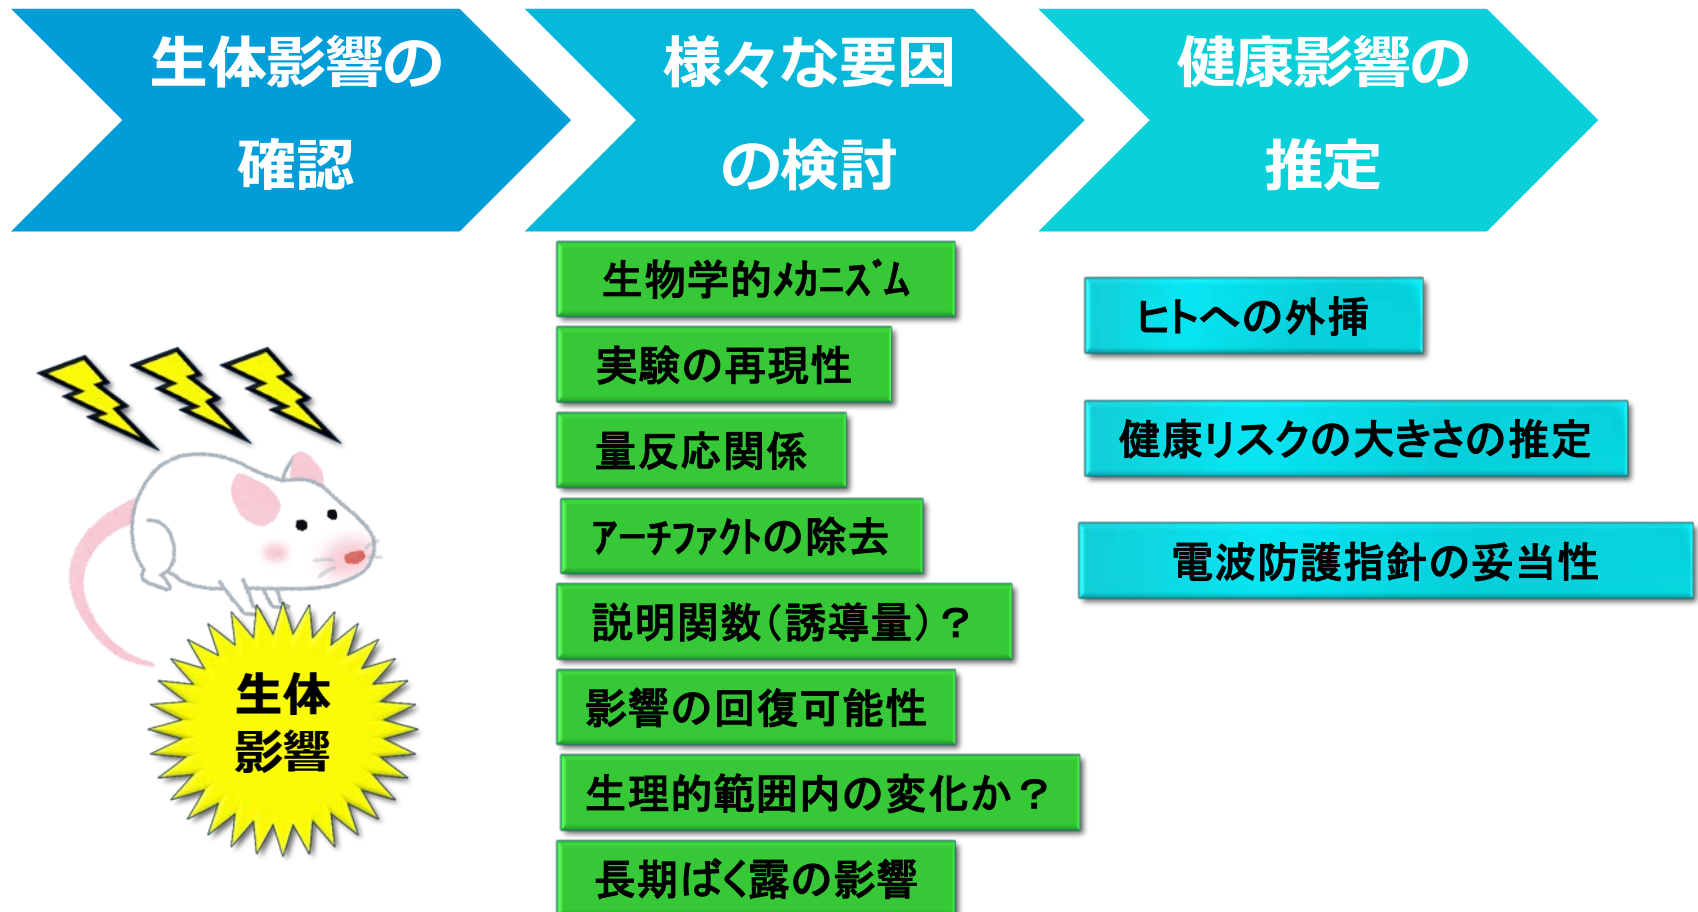 生体影響の
確認
様々な要因
の検討
健康影響の
推定
生体
影響
生物学的ﾒｶﾆｽﾞﾑ
実験の再現性
量反応関係
ｱｰﾁﾌｧｸﾄの除去
説明関数(誘導量)？
影響の回復可能性
生理的範囲内の変化か？
長期ばく露の影響
ヒトへの外挿
健康リスクの大きさの推定
電波防護指針の妥当性